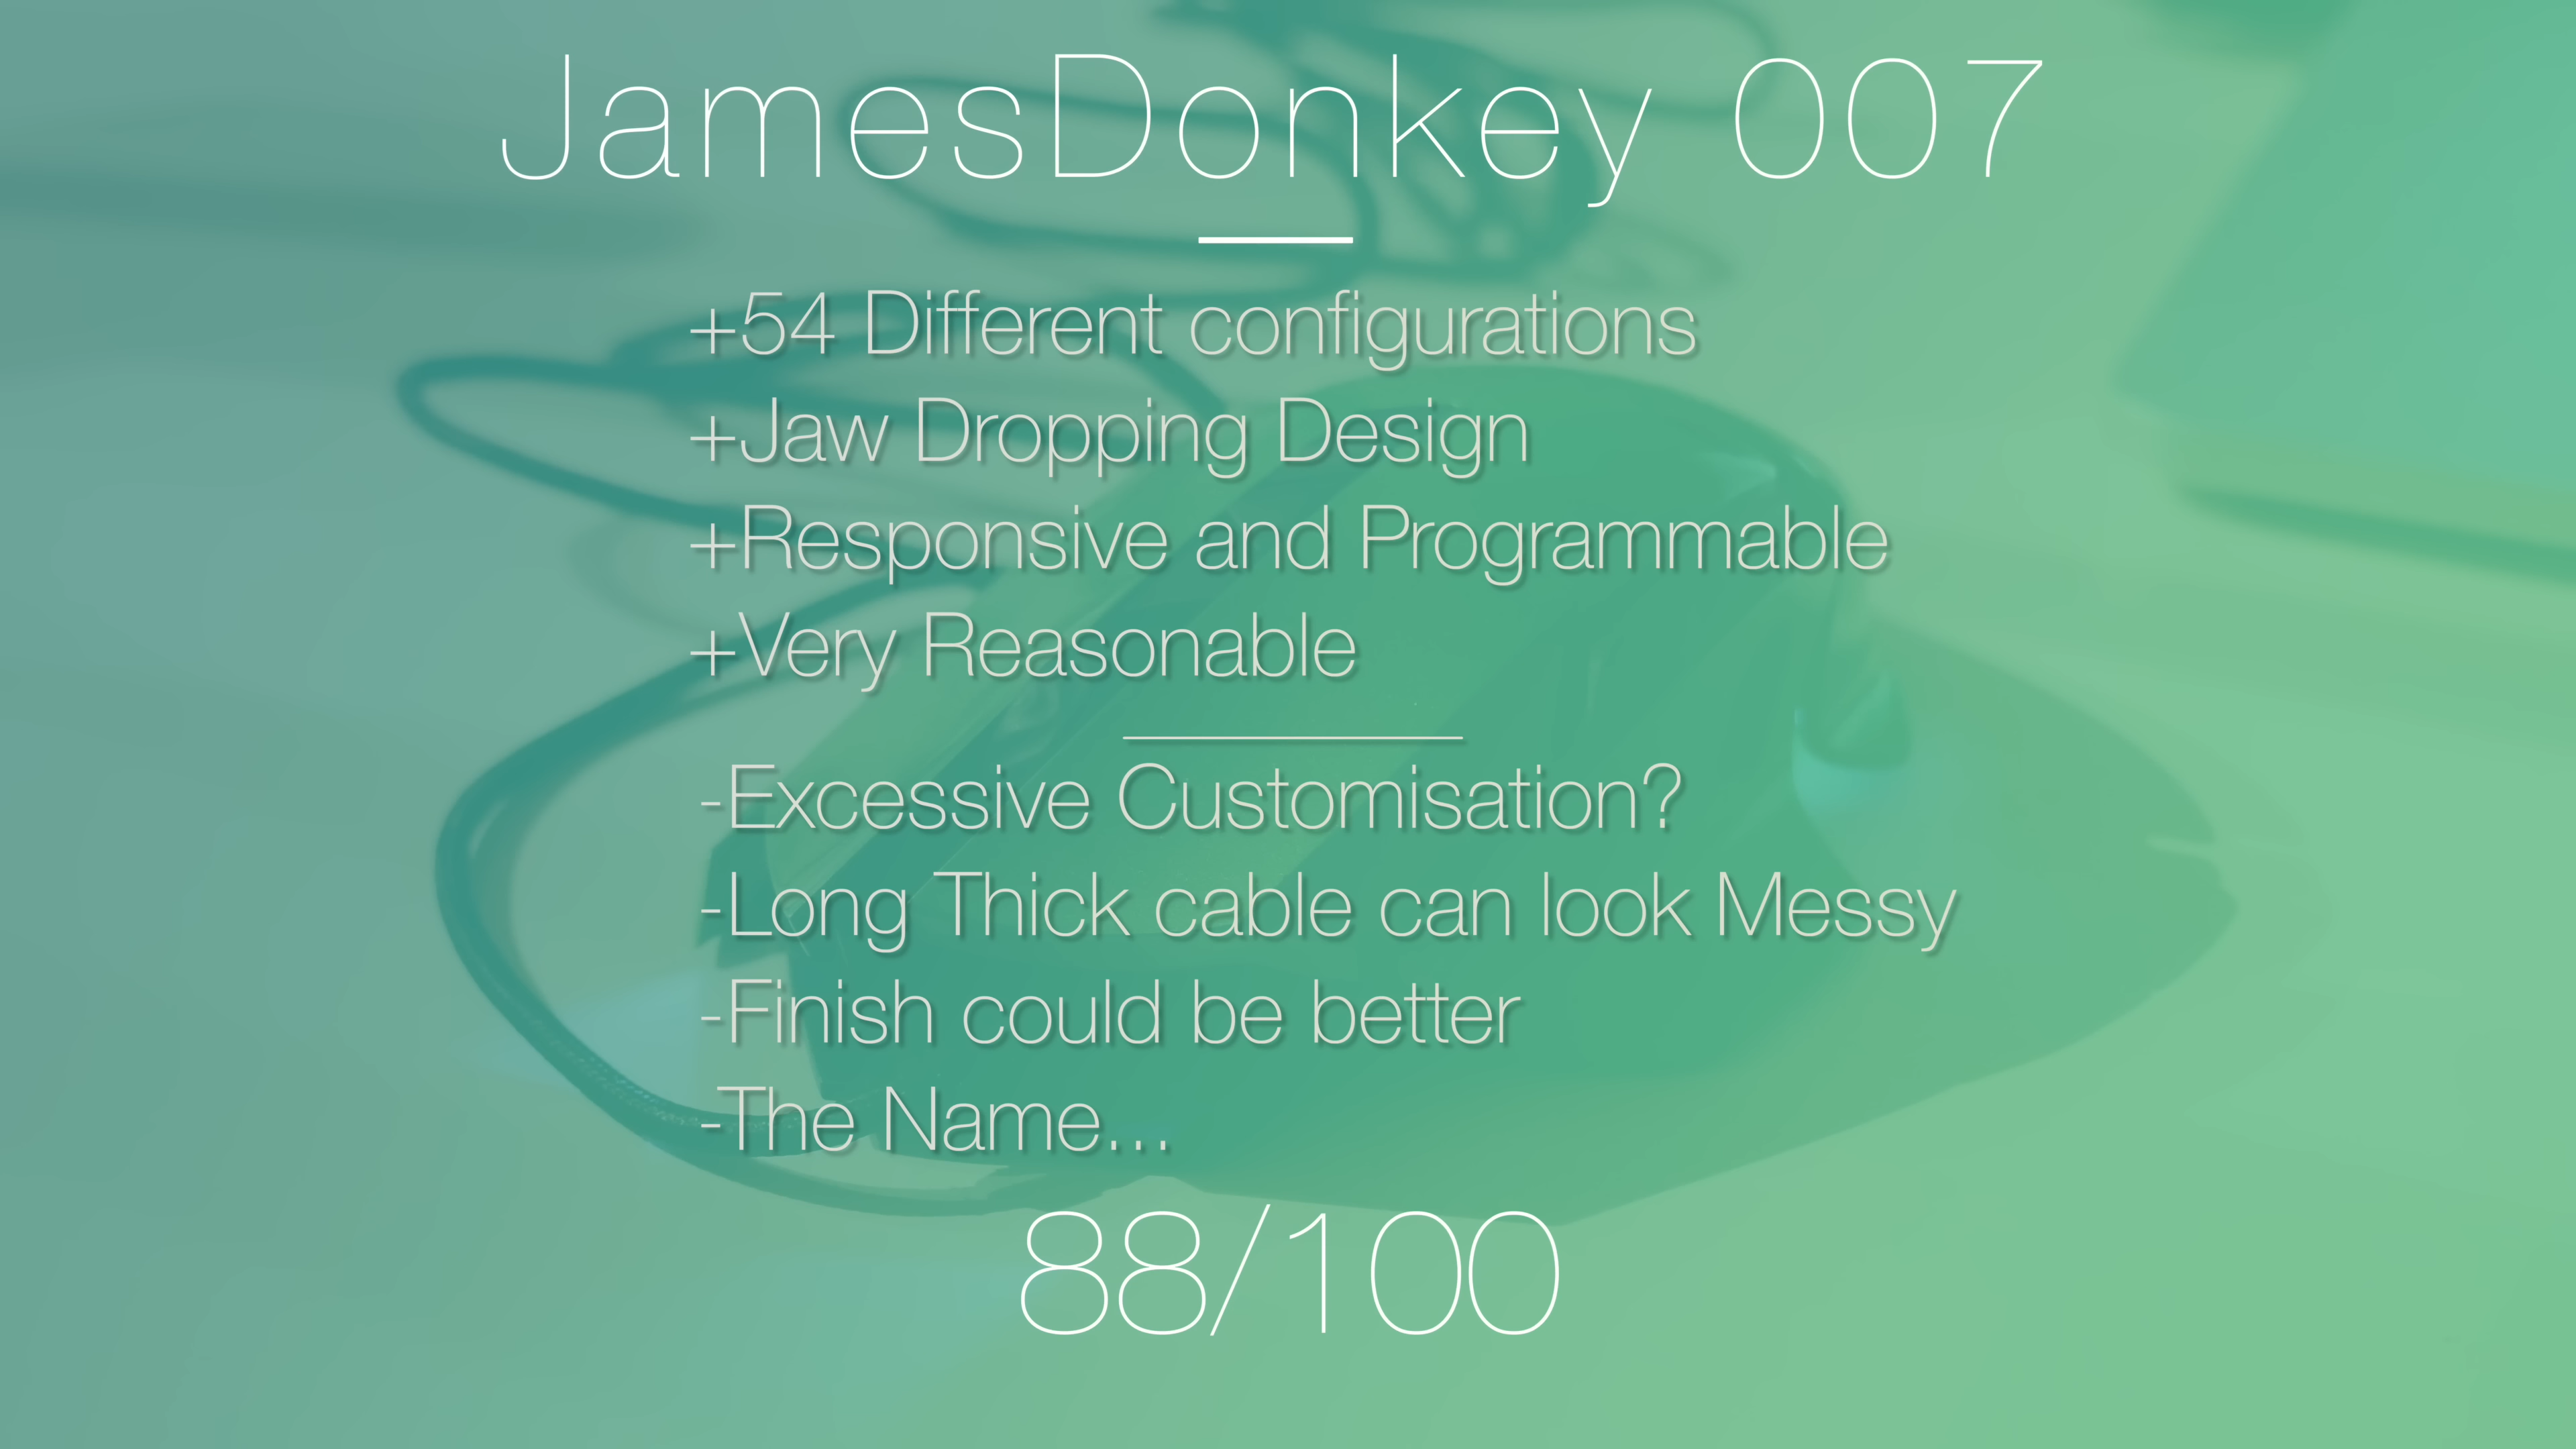 JamesDonkey 007
+54 Different configurations
+Jaw Dropping Design
+Responsive and Programmable
+Very Reasonable
-Excessive Customisation?
-Long Thick cable can look Messy
-Finish could be better
-The Name...
88/100